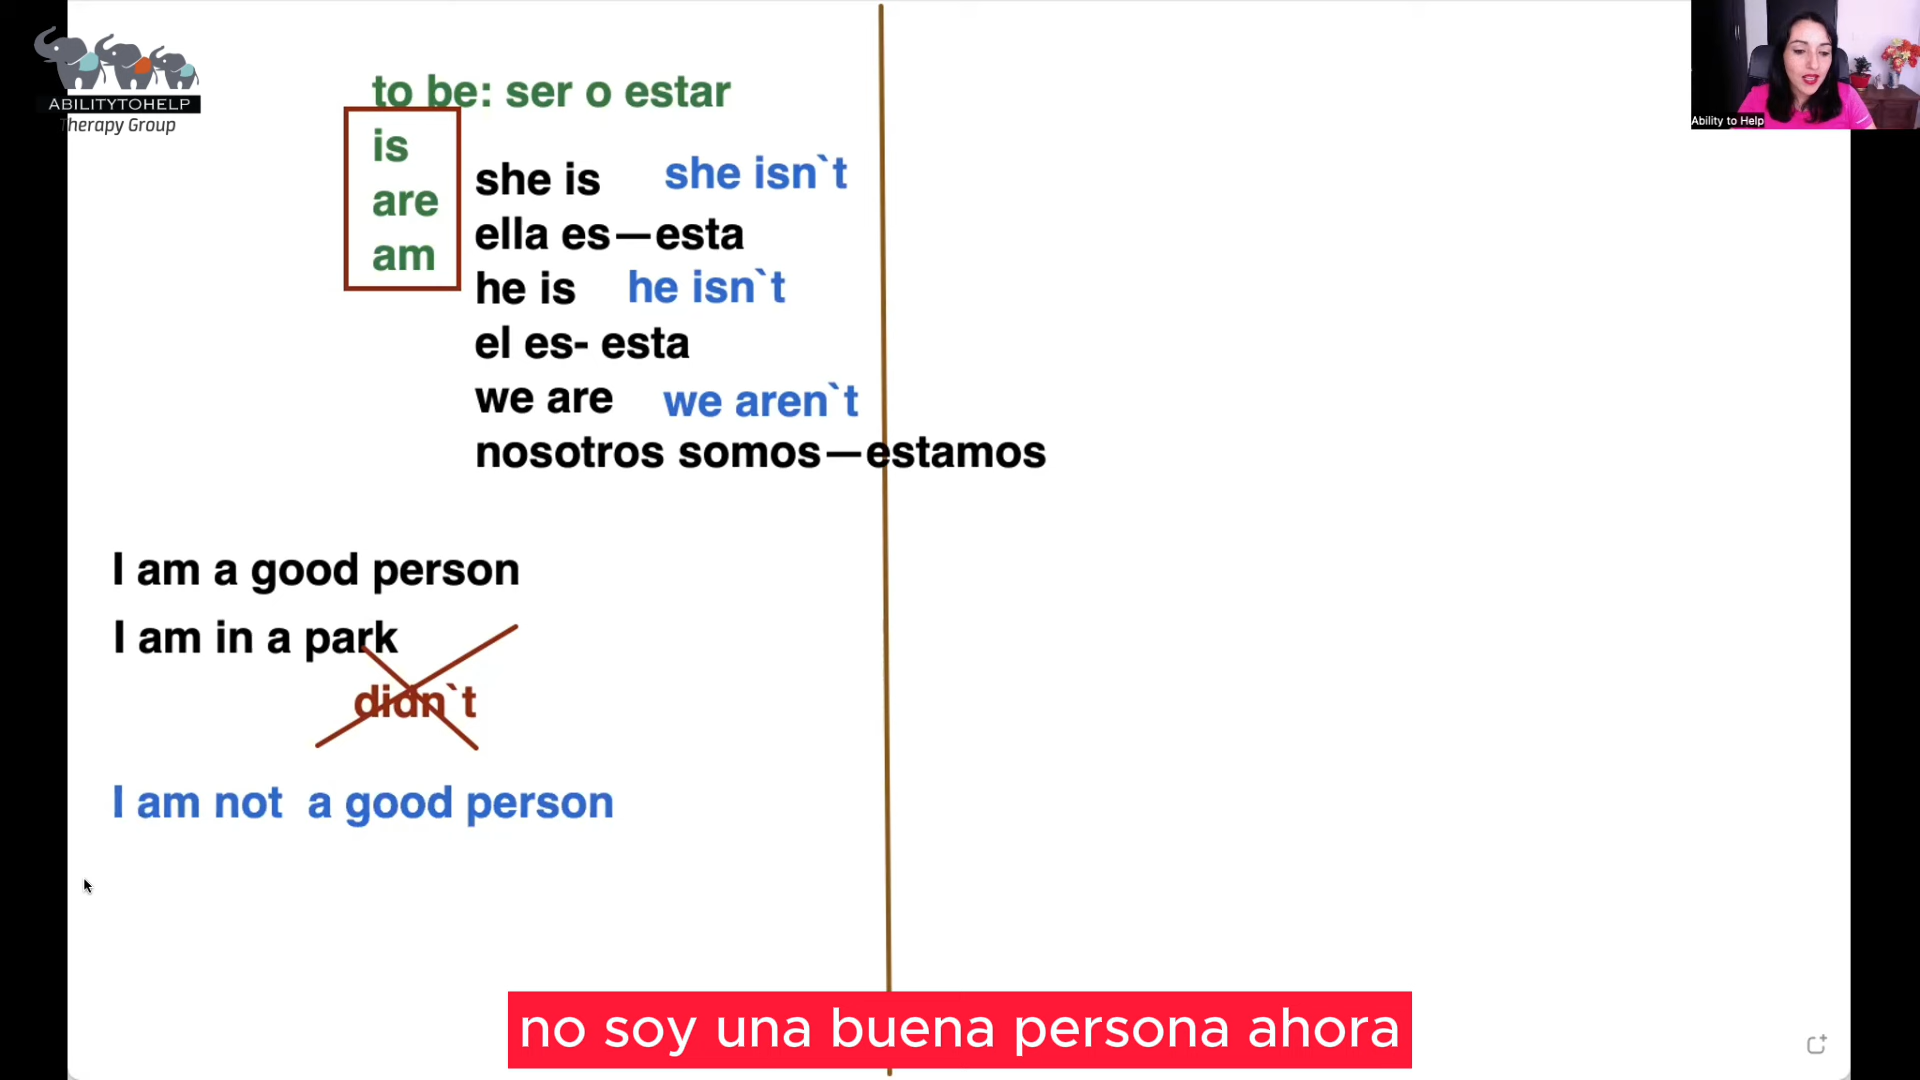 ABILITYTOHELP
Therapy Group
Ability to Help
to be: ser o estar
is
are
am
she is
she isn`t
ella es—esta
he is
he isn`t
el es- esta
we are
we aren`t
nosotros somos—estamos
I am a good person
I am in a park
didn`t
I am not  a good person
no soy una buena persona ahora